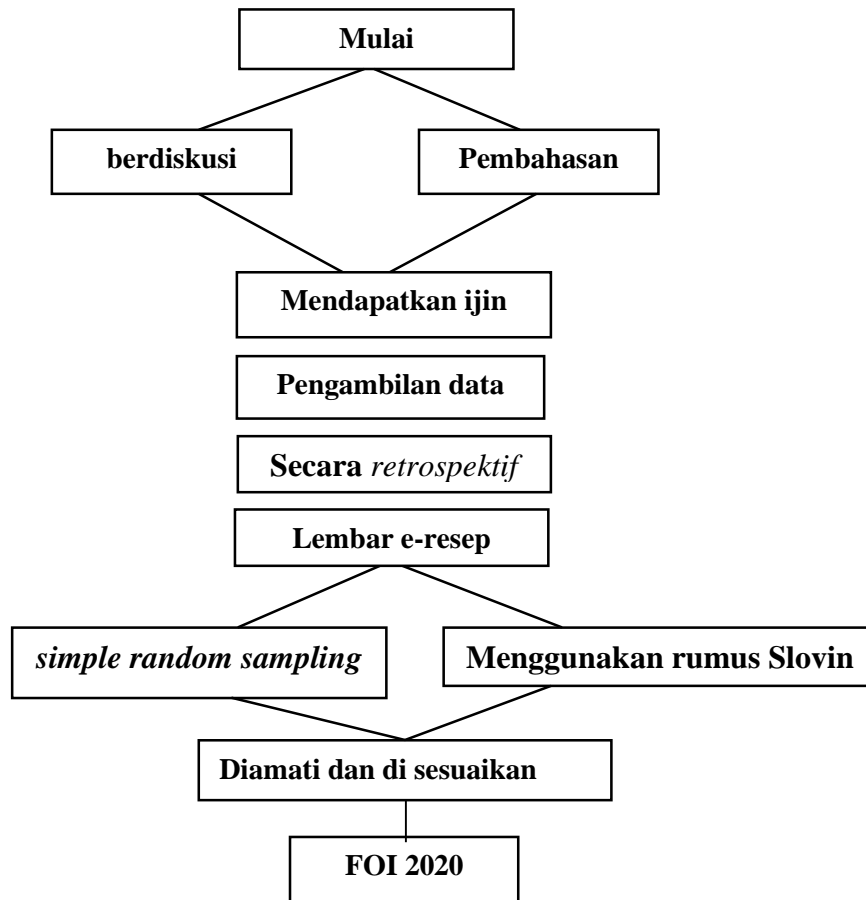 Mulai
berdiskusi
Pembahasan
Mendapatkan ijin
Pengambilan data
Secara retrospektif
Lembar e-resep
simple random sampling
Menggunakan rumus Slovin
Diamati dan di sesuaikan
FOI 2020